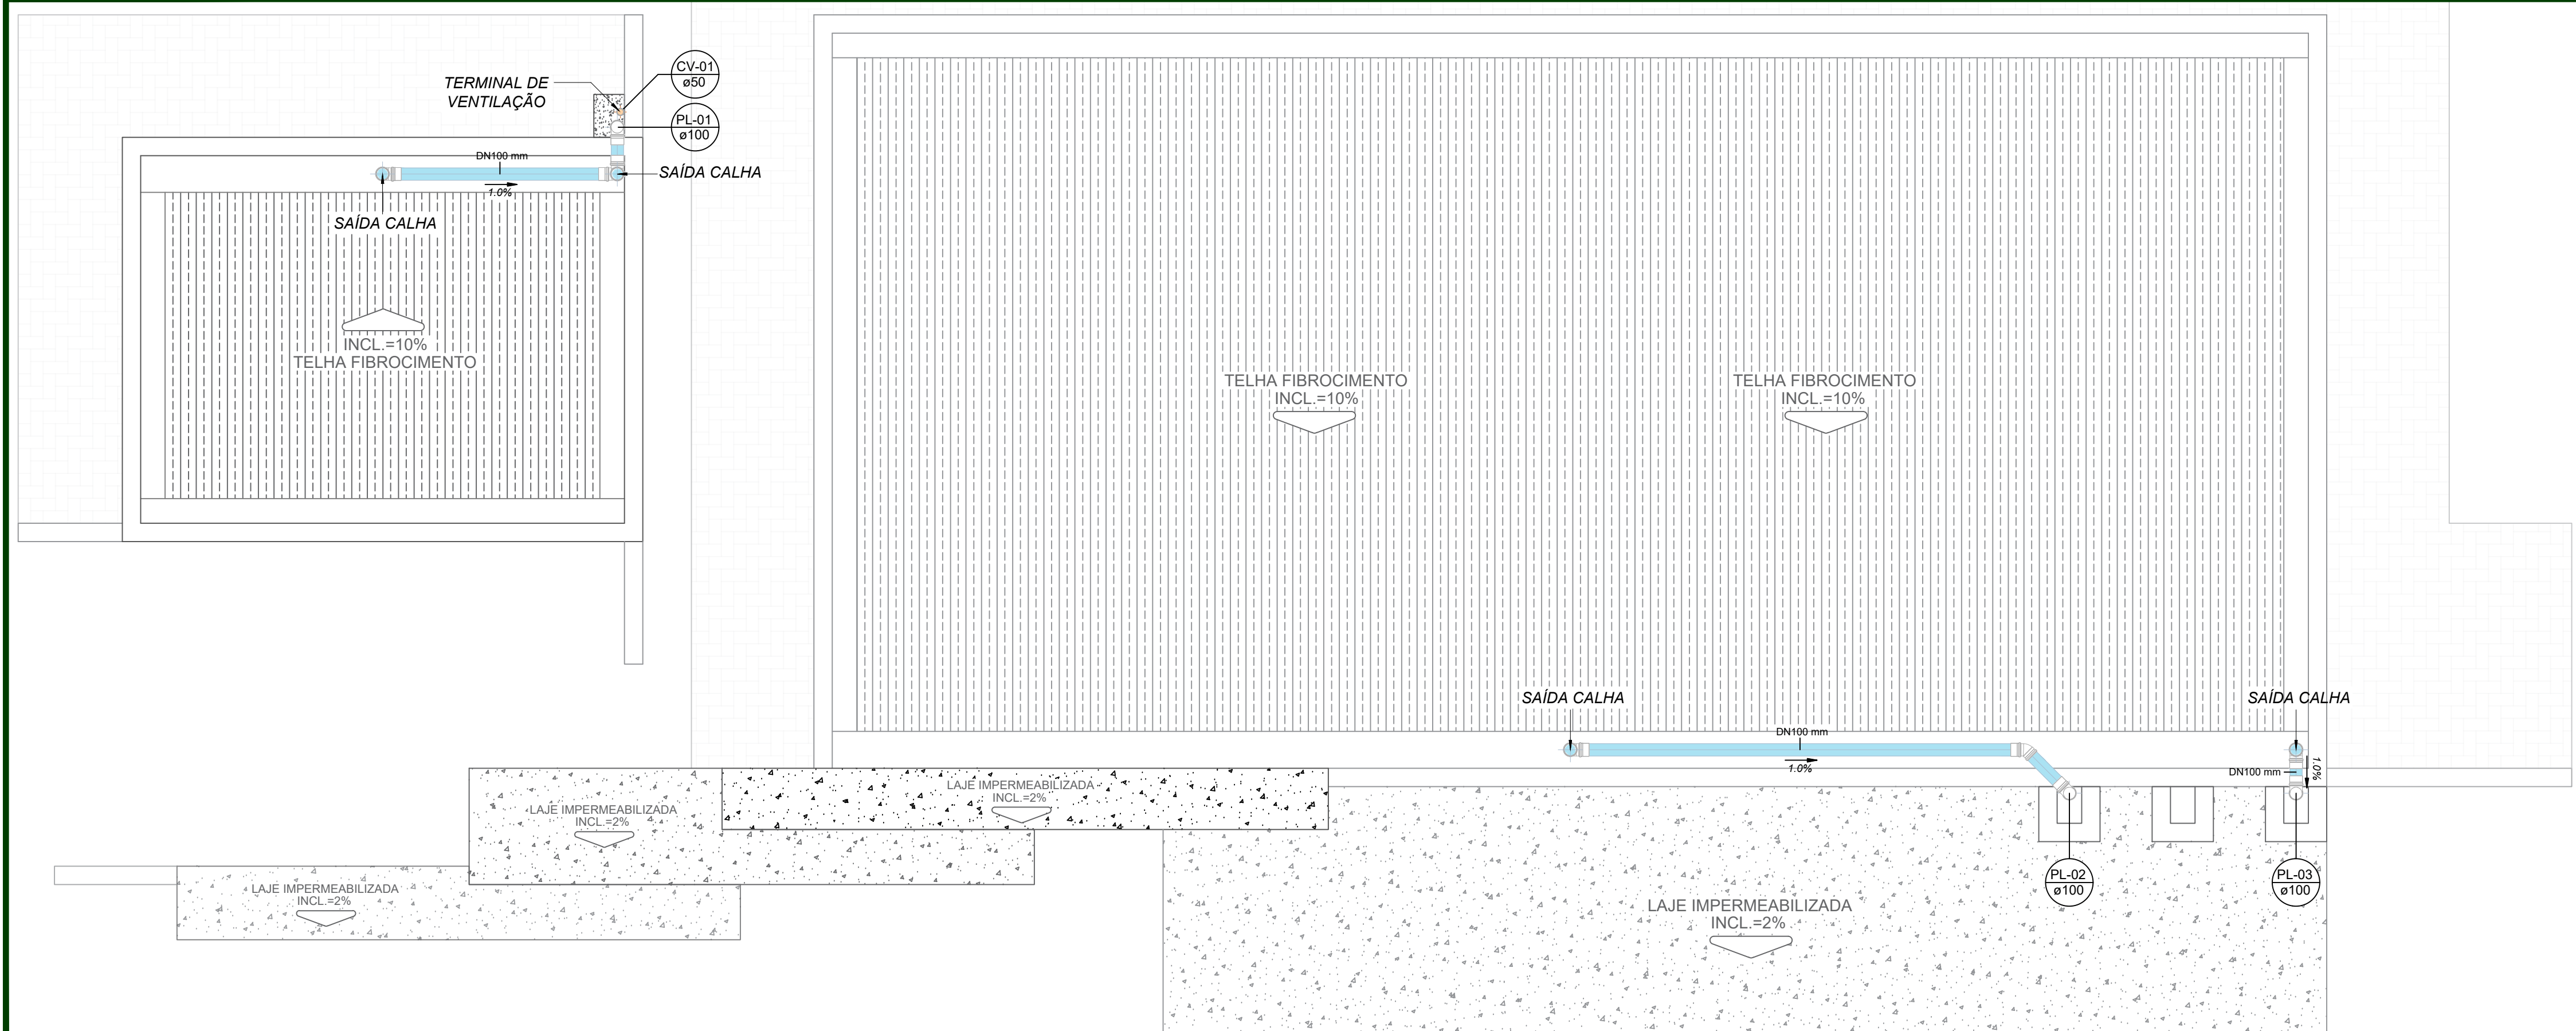 TERMINAL DE
VENTILAÇÃO
CV-01
ø50
PL-01
ø100
DN100 mm
1.0%
SAÍDA CALHA
SAÍDA CALHA
INCL.=10%
TELHA FIBROCIMENTO
TELHA FIBROCIMENTO
INCL.=10%
TELHA FIBROCIMENTO
INCL.=10%
SAÍDA CALHA
SAÍDA CALHA
DN100 mm
1.0%
DN100 mm
1.0%
LAJE IMPERMEABILIZADA
INCL.=2%
LAJE IMPERMEABILIZADA
INCL.=2%
LAJE IMPERMEABILIZADA
INCL.=2%
PL-02
ø100
PL-03
ø100
LAJE IMPERMEABILIZADA
INCL.=2%